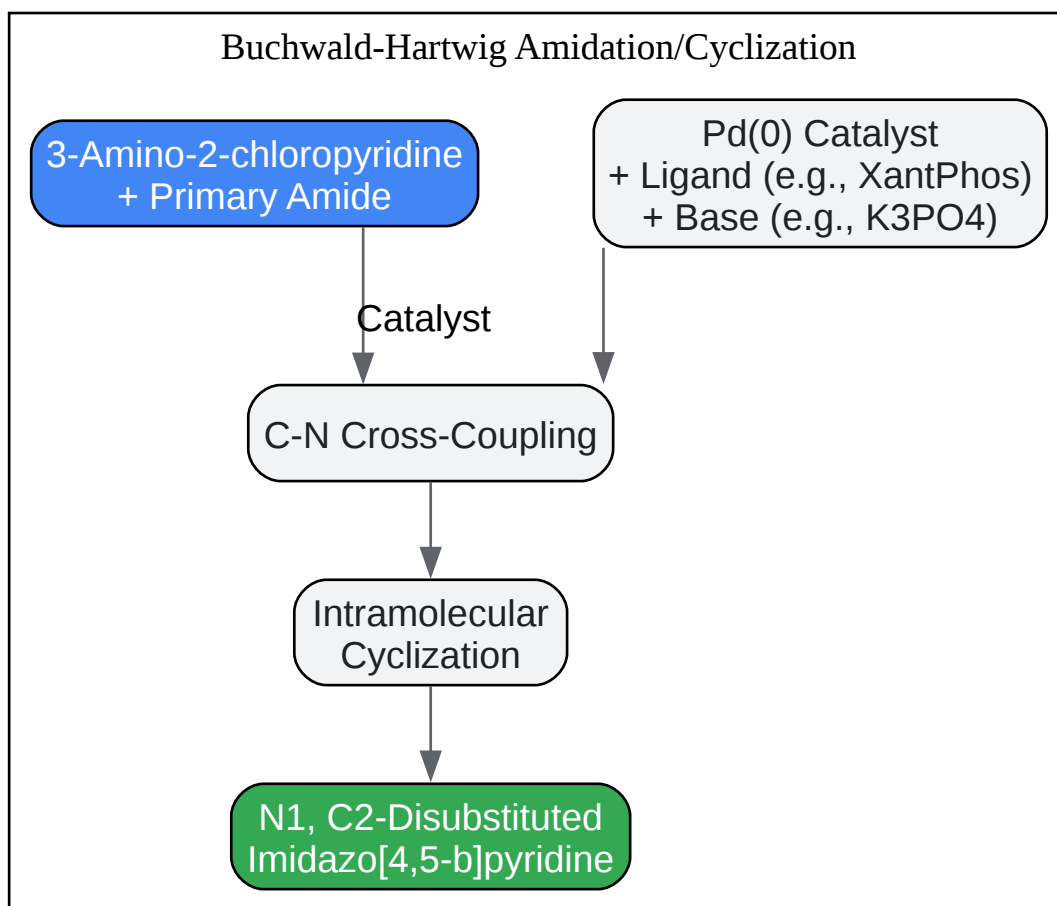 Buchwald-Hartwig Amidation/Cyclization
3-Amino-2-chloropyridine
+ Primary Amide
Pd(0) Catalyst
+ Ligand (e.g., XantPhos)
+ Base (e.g., K3PO4)
Catalyst
C-N Cross-Coupling
Intramolecular
Cyclization
N1, C2-Disubstituted
Imidazo[4,5-b]pyridine